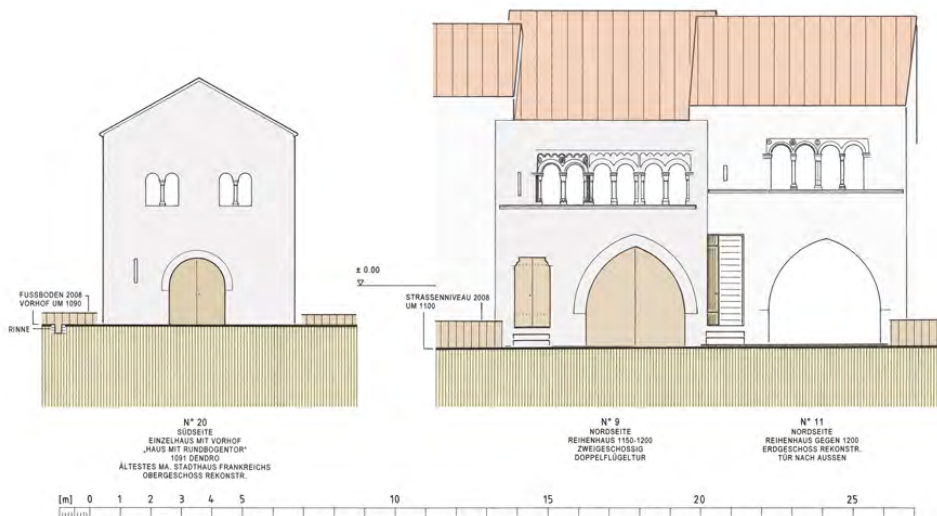 ± 0.00
FUSSBODEN 2008
VORHOF UM 1090
RINNE
STRASSENNIVEAU 2008
UM 1100
N° 20
SÜDSEITE
EINZELHAUS MIT VORHOF
„HAUS MIT RUNDBOGENTOR“
1091 DENDRO
ÄLTESTES MA. STADTHAUS FRANKREICHS
OBERGESCHOSS REKONSTR.
N° 9
NORDSEITE
REIHENHAUS 1150-1200
ZWEIGESCHOSSIG
DOPPELFLÜGELTUR
N° 11
NORDSEITE
REIHENHAUS GEGEN 1200
ERDGESCHOSS REKONSTR.
TÜR NACH AUSSEN
[m] 0 1 2 3 4 5 10 15 20 25